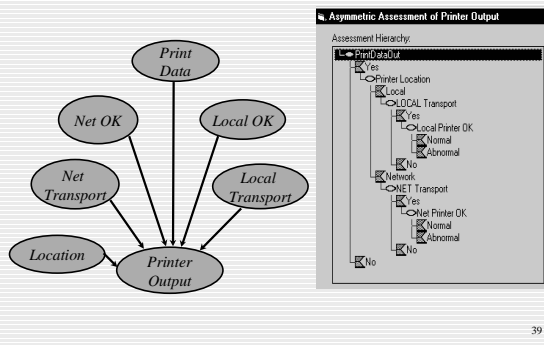 Print
Data
Net OK
Local OK
Net
Transport
Local
Transport
Location
Printer
Output
Asymmetric Assessment of Printer Output
Assessment Hierarchy:
PrintDataOut
Yes
Printer Location
Local
LOCAL Transport
Yes
Local Printer OK
Normal
Abnormal
No
Network
NET Transport
Yes
Net Printer OK
Normal
Abnormal
No
No
39